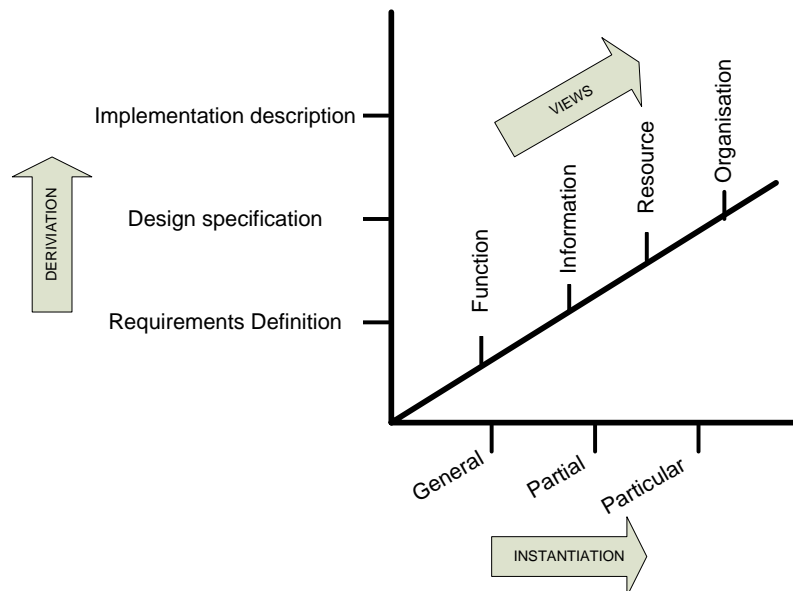 VIEWS
Implementation description
Organisation
Resource
DERIVIATION
Design specification
Information
Function
Requirements Definition
General
Partial
Particular
INSTANTIATION